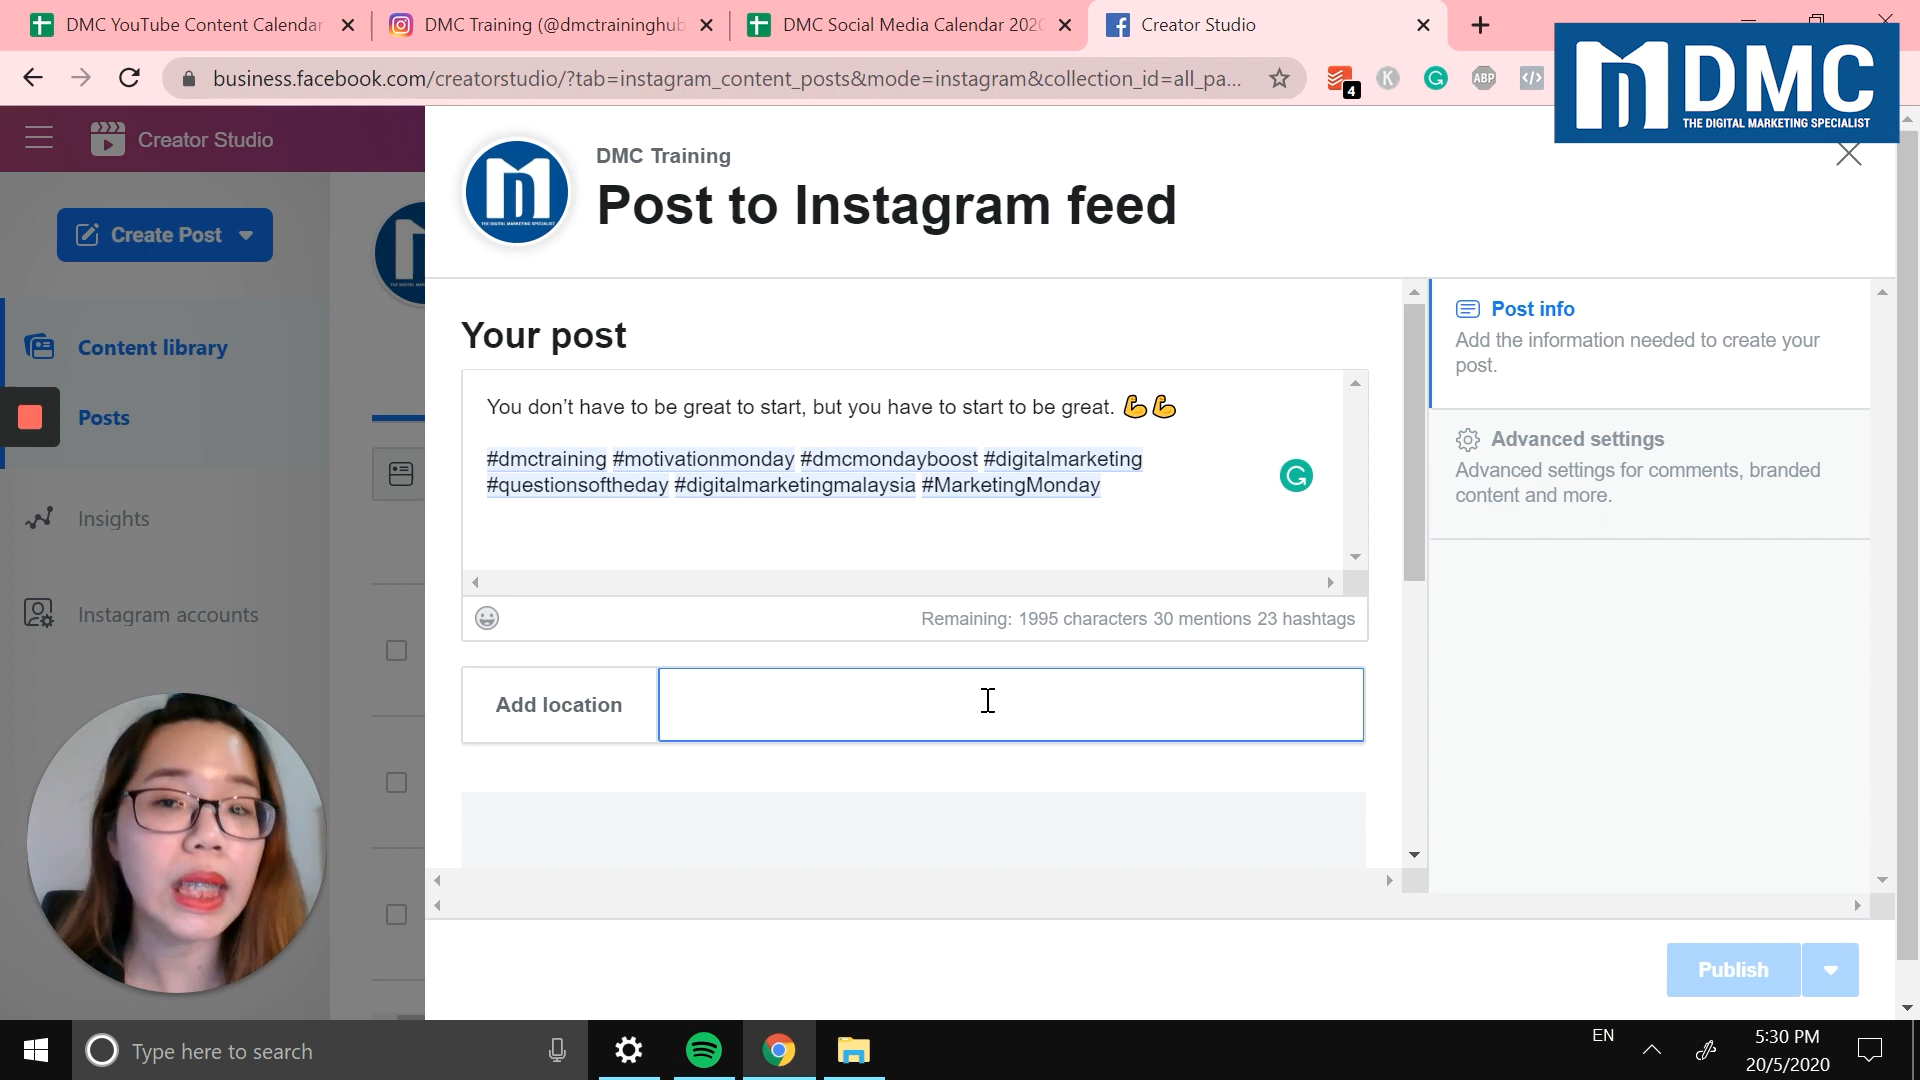 DMC YouTube Content Calendar
DMC Training (@dmctraininghub
DMC Social Media Calendar 202
Creator Studio
business.facebook.com/creatorstudio/?tab=instagram_content_posts&mode=instagram&collection_id=all_pa...
4
K
G
ABP
</>
DMC
THE DIGITAL MARKETING SPECIALIST
Creator Studio
DMC Training
Post to Instagram feed
Create Post
Content library
Posts
Insights
Instagram accounts
Your post
You don't have to be great to start, but you have to start to be great. 💪💪
#dmctraining #motivationmonday #dmcmondayboost #digitalmarketing
#questionsoftheday #digitalmarketingmalaysia #MarketingMonday
Remaining: 1995 characters 30 mentions 23 hashtags
Add location
Post info
Add the information needed to create your
post.
Advanced settings
Advanced settings for comments, branded
content and more.
Publish
Type here to search
EN
5:30 PM
20/5/2020